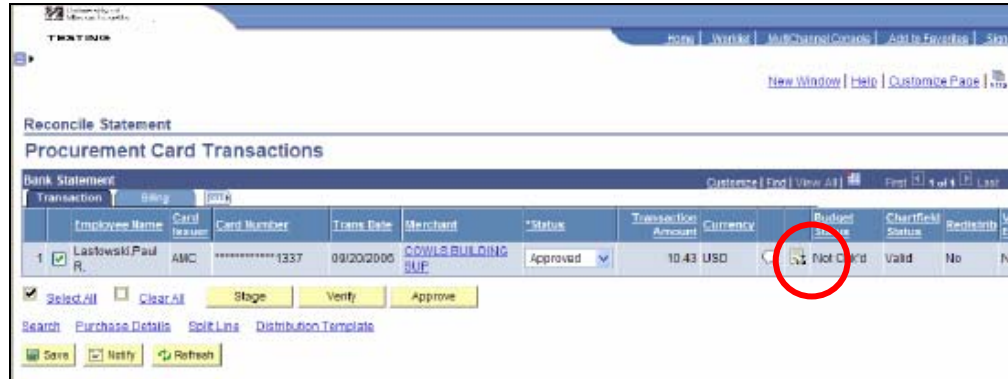 University of
Massachusetts
TESTING
Home | Worklist | MultiChannel Console | Add to Favorites | Sign
New Window | Help | Customize Page |
Reconcile Statement
Procurement Card Transactions
Bank Statement Customize | Find | View All | First 1 of 1 Last
Transaction Billing
Employee Name Card Issuer Card Number Trans Date Merchant *Status Transaction Amount Currency Budget Status Chartfield Status Redistrib
1 Lastowski,Paul R. AMC ************1337 09/20/2006 COWLS BUILDING SUP Approved 10.43 USD Not Chk'd Valid No N
Select All Clear All Stage Verify Approve
Search Purchase Details Split Line Distribution Template
Save Notify Refresh